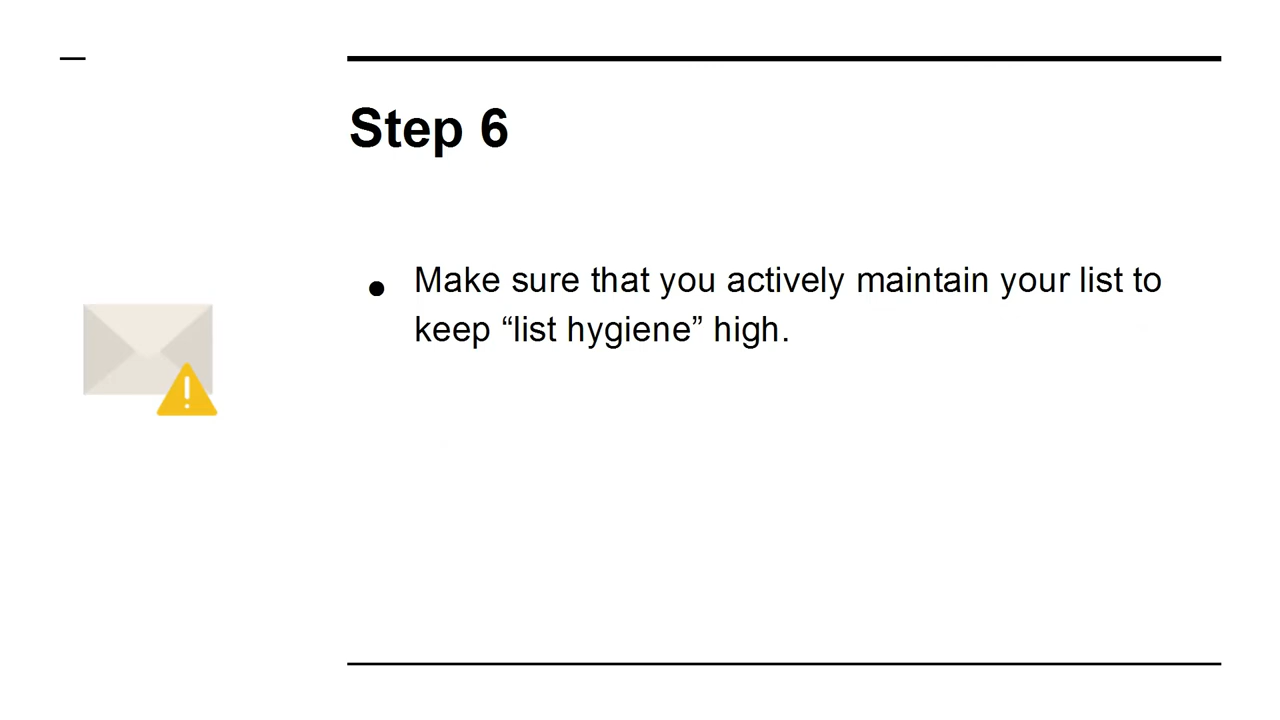 Step 6
● Make sure that you actively maintain your list to
keep “list hygiene” high.